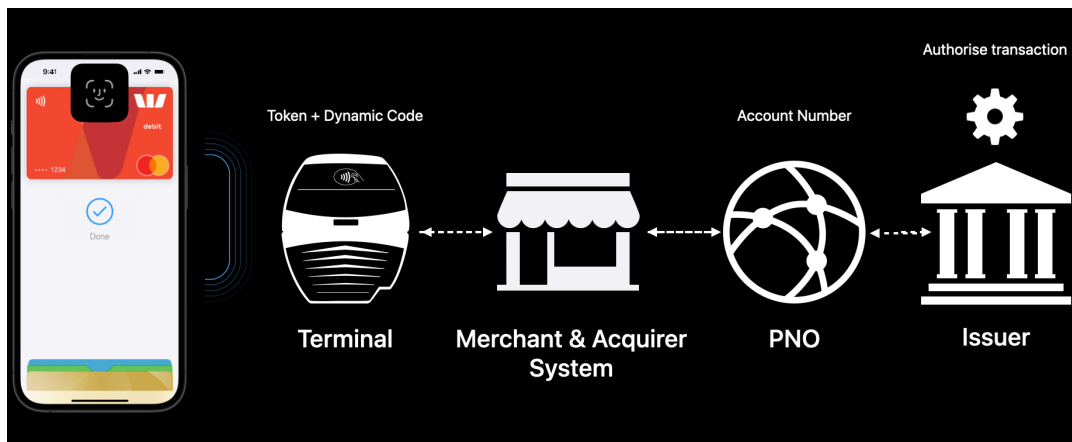 9:41
debit
•••• 1234
Done
Token + Dynamic Code
Terminal
Merchant & Acquirer
System
Account Number
PNO
Authorise transaction
Issuer